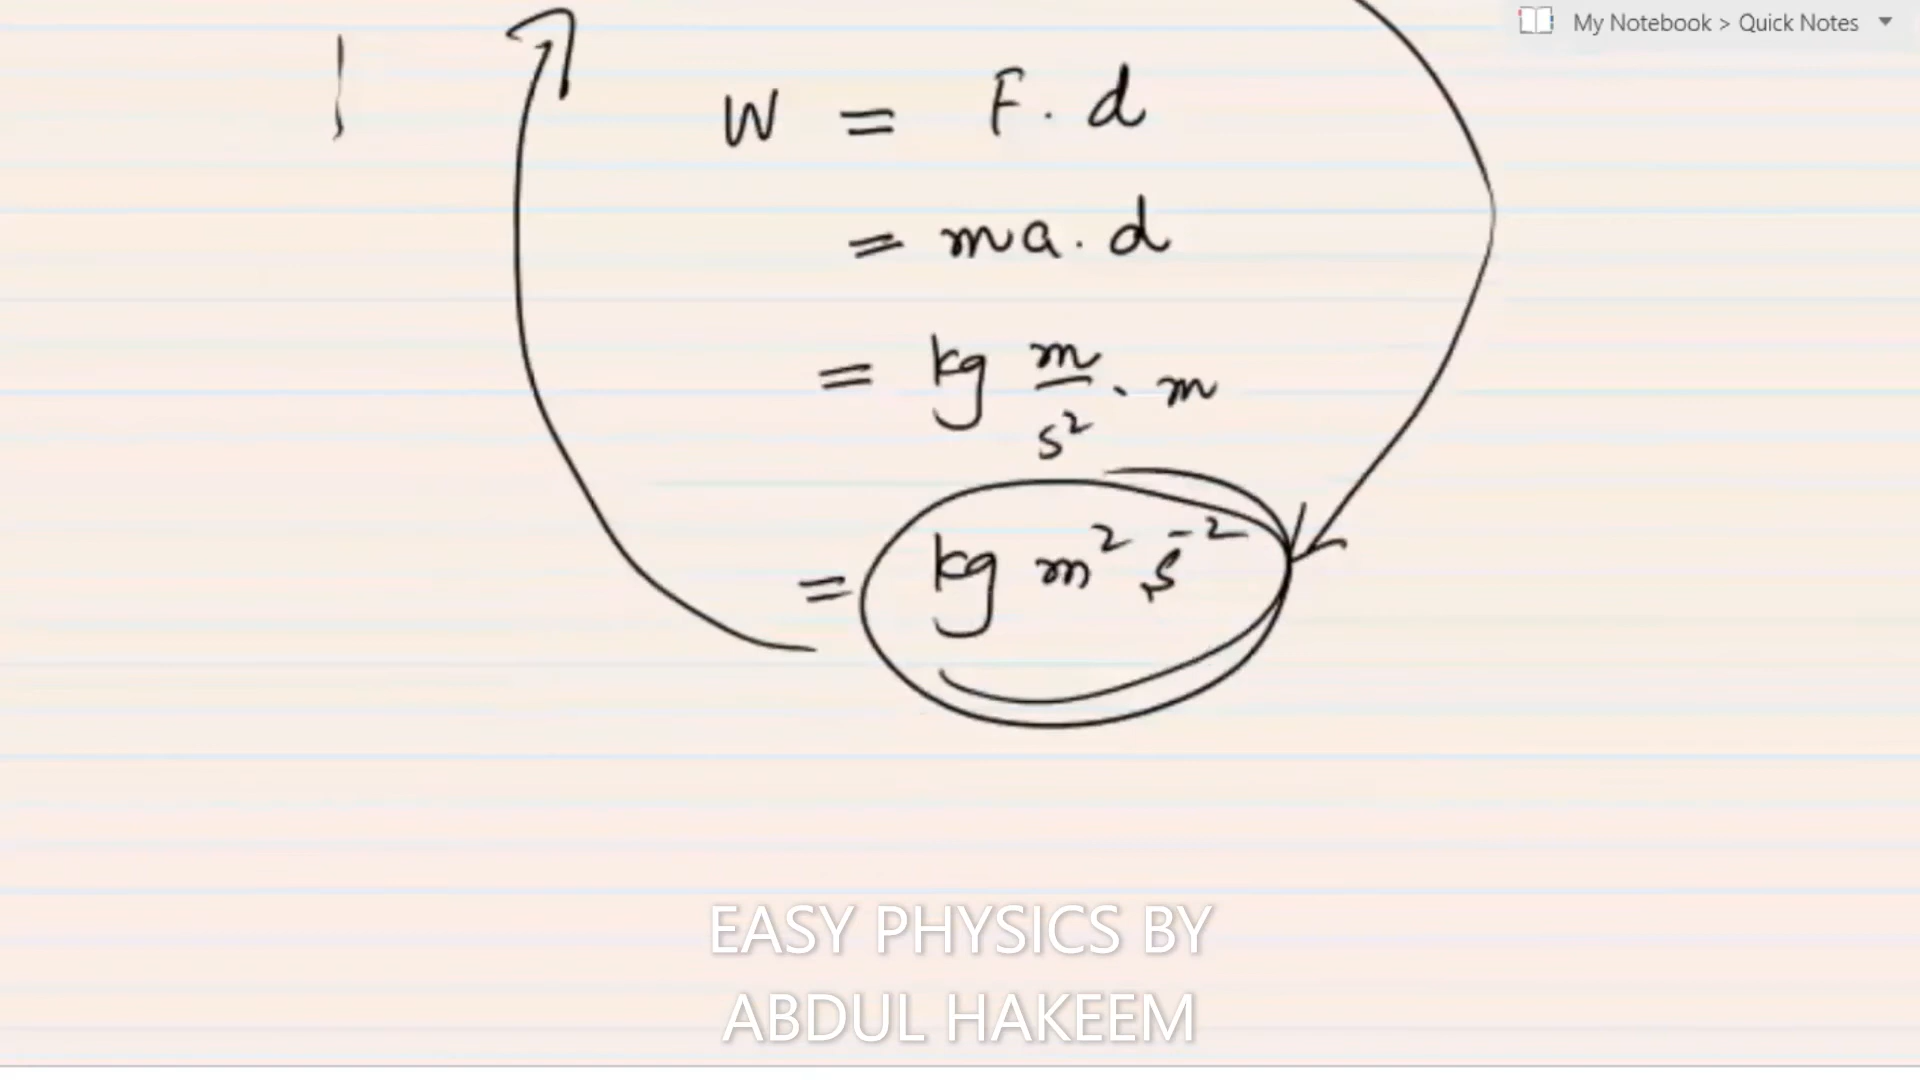 My Notebook > Quick Notes
W = F. d
= ma. d
= kg m/s² . m
= kg m² s⁻²
EASY PHYSICS BY
ABDUL HAKEEM